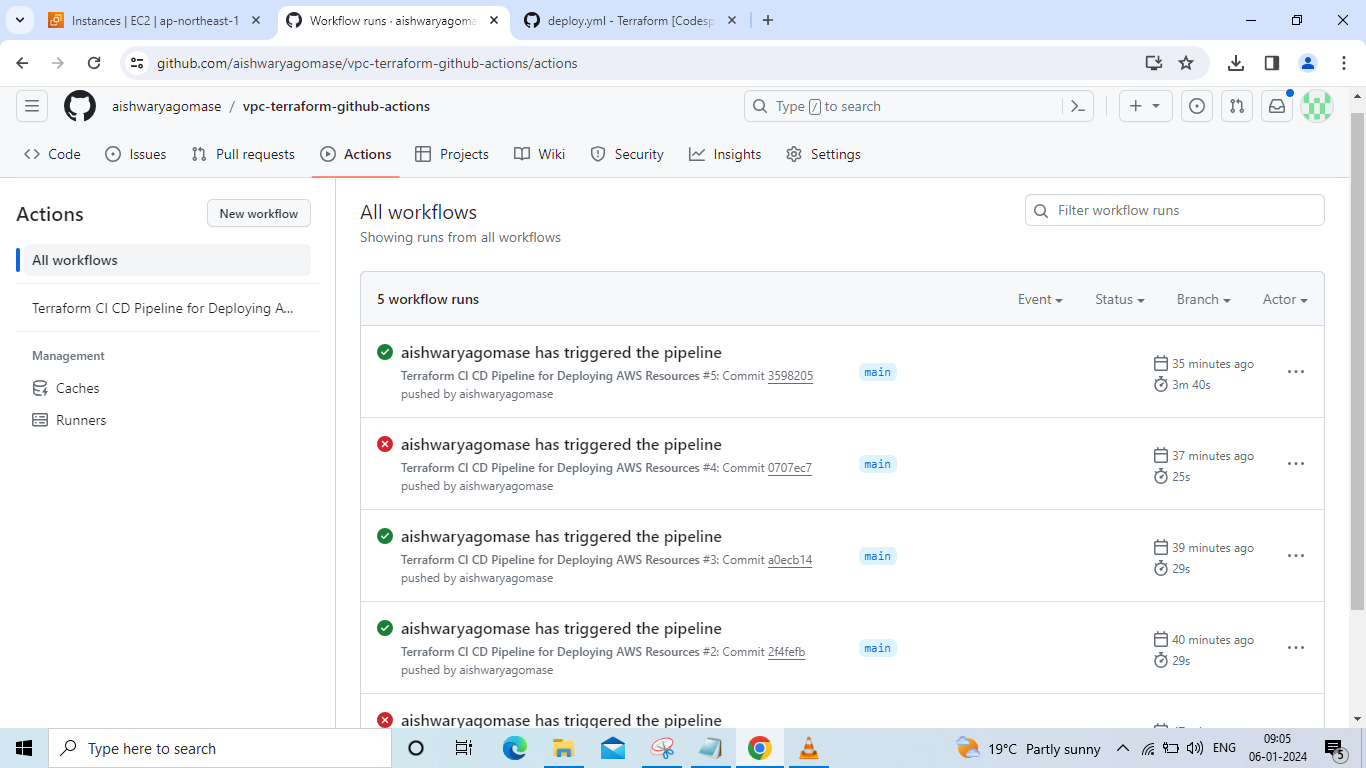 Instances | EC2 | ap-northeast-1
Workflow runs · aishwaryagoma
deploy.yml - Terraform [Codesp
github.com/aishwaryagomase/vpc-terraform-github-actions/actions
aishwaryagomase / vpc-terraform-github-actions
Type / to search
Code
Issues
Pull requests
Actions
Projects
Wiki
Security
Insights
Settings
Actions
New workflow
All workflows
Terraform CI CD Pipeline for Deploying A...
Management
Caches
Runners
All workflows
Showing runs from all workflows
Filter workflow runs
5 workflow runs
Event
Status
Branch
Actor
aishwaryagomase has triggered the pipeline
Terraform CI CD Pipeline for Deploying AWS Resources #5: Commit 3598205
pushed by aishwaryagomase
main
35 minutes ago
3m 40s
aishwaryagomase has triggered the pipeline
Terraform CI CD Pipeline for Deploying AWS Resources #4: Commit 0707ec7
pushed by aishwaryagomase
main
37 minutes ago
25s
aishwaryagomase has triggered the pipeline
Terraform CI CD Pipeline for Deploying AWS Resources #3: Commit a0ecb14
pushed by aishwaryagomase
main
39 minutes ago
29s
aishwaryagomase has triggered the pipeline
Terraform CI CD Pipeline for Deploying AWS Resources #2: Commit 2f4fefb
pushed by aishwaryagomase
main
40 minutes ago
29s
aishwaryagomase has triggered the pipeline
Type here to search
19°C Partly sunny
ENG
09:05
06-01-2024
5